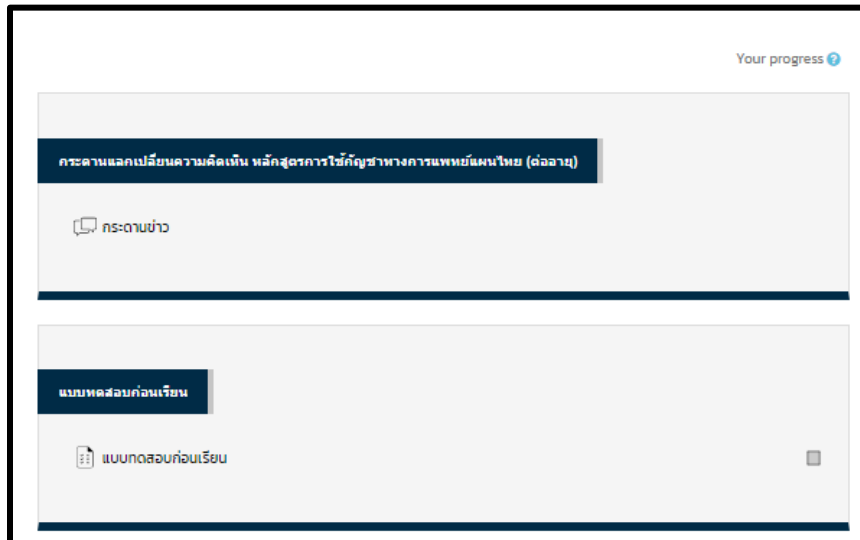 Your progress
กระดานแลกเปลี่ยนความคิดเห็น หลักสูตรการใช้กัญชาทางการแพทย์แผนไทย (ต่ออายุ)
กระดานข่าว
แบบทดสอบก่อนเรียน
แบบทดสอบก่อนเรียน